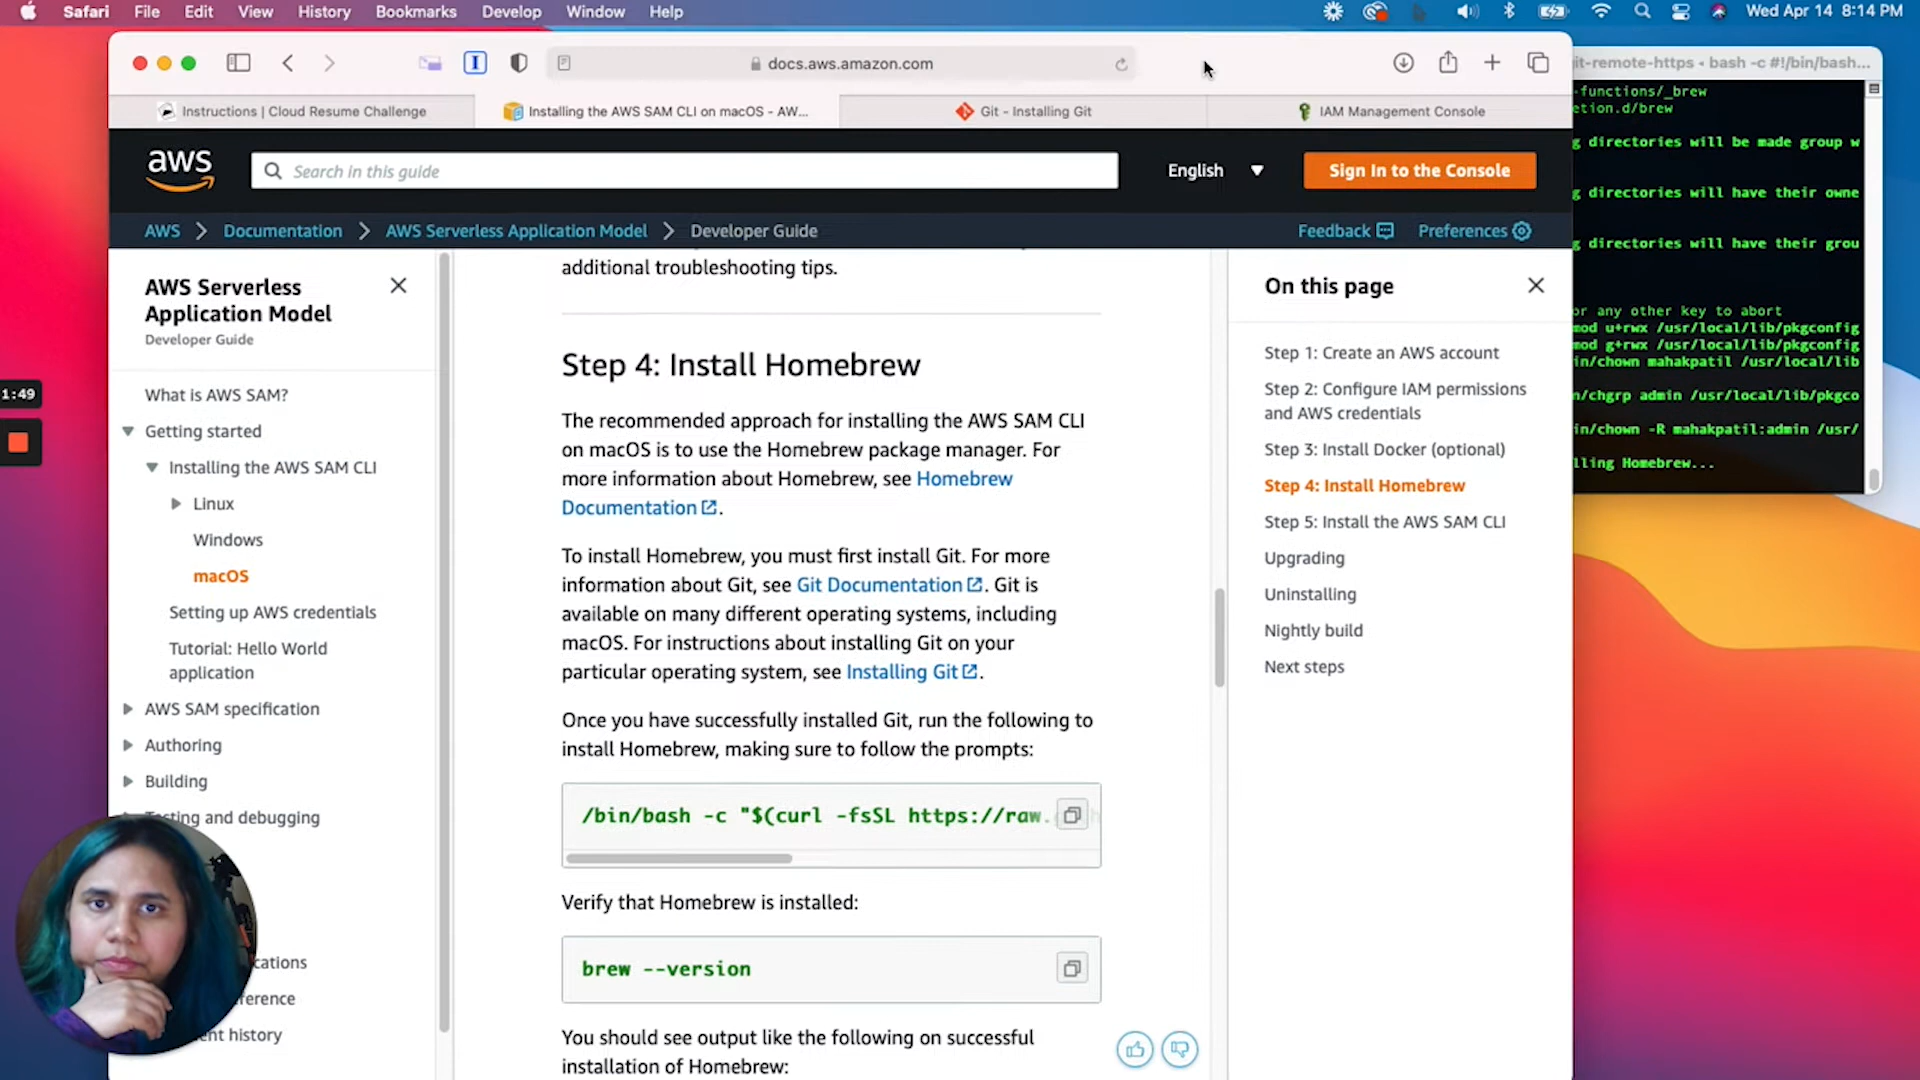 Safari File Edit View History Bookmarks Develop Window Help
Wed Apr 14 8:14 PM
docs.aws.amazon.com
Instructions | Cloud Resume Challenge
Installing the AWS SAM CLI on macOS - AW...
Git - Installing Git
IAM Management Console
aws
Search in this guide
English
Sign In to the Console
AWS > Documentation > AWS Serverless Application Model > Developer Guide
Feedback
Preferences
AWS Serverless
Application Model
Developer Guide
What is AWS SAM?
Getting started
Installing the AWS SAM CLI
Linux
Windows
macOS
Setting up AWS credentials
Tutorial: Hello World
application
AWS SAM specification
Authoring
Building
Testing and debugging
cations
ference
ent history
1:49
additional troubleshooting tips.
Step 4: Install Homebrew
The recommended approach for installing the AWS SAM CLI
on macOS is to use the Homebrew package manager. For
more information about Homebrew, see Homebrew
Documentation.
To install Homebrew, you must first install Git. For more
information about Git, see Git Documentation. Git is
available on many different operating systems, including
macOS. For instructions about installing Git on your
particular operating system, see Installing Git.
Once you have successfully installed Git, run the following to
install Homebrew, making sure to follow the prompts:
/bin/bash -c "$(curl -fsSL https://raw.
Verify that Homebrew is installed:
brew --version
You should see output like the following on successful
installation of Homebrew:
On this page
Step 1: Create an AWS account
Step 2: Configure IAM permissions
and AWS credentials
Step 3: Install Docker (optional)
Step 4: Install Homebrew
Step 5: Install the AWS SAM CLI
Upgrading
Uninstalling
Nightly build
Next steps
it-remote-https ◂ bash -c #!/bin/bash...
-functions/_brew
etion.d/brew
g directories will be made group w
g directories will have their owne
g directories will have their grou
or any other key to abort
mod u+rwx /usr/local/lib/pkgconfig
mod g+rwx /usr/local/lib/pkgconfig
in/chown mahakpatil /usr/local/lib
n/chgrp admin /usr/local/lib/pkgco
in/chown -R mahakpatil:admin /usr/
lling Homebrew...